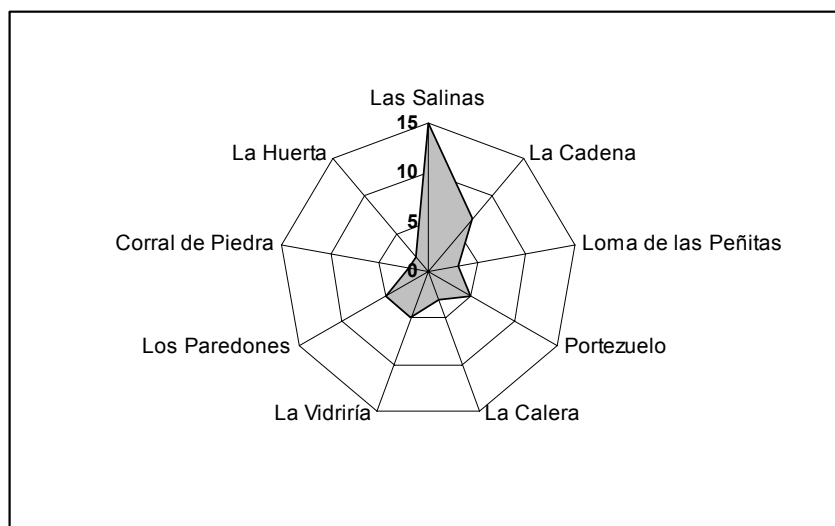 Las Salinas
15
La Huerta
La Cadena
10
Corral de Piedra
5
Loma de las Peñitas
0
Los Paredones
Portezuelo
La Vidriría
La Calera